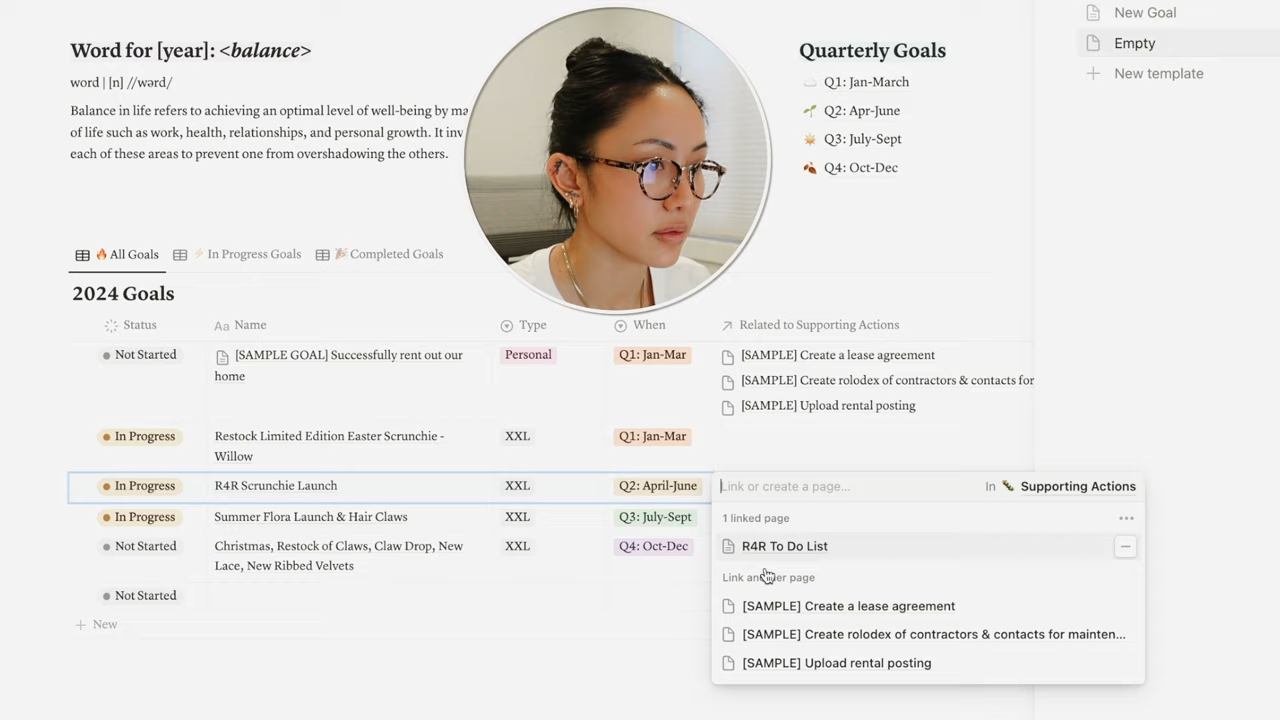 New Goal
Empty
New template
Word for [year]: <balance>
word | [n] //wərd/
Balance in life refers to achieving an optimal level of well-being by ma
of life such as work, health, relationships, and personal growth. It inv
each of these areas to prevent one from overshadowing the others.
Quarterly Goals
Q1: Jan-March
Q2: Apr-June
Q3: July-Sept
Q4: Oct-Dec
All Goals
In Progress Goals
Completed Goals
2024 Goals
Status
Aa Name
Type
When
Related to Supporting Actions
Not Started
[SAMPLE GOAL] Successfully rent out our
home
Personal
Q1: Jan-Mar
[SAMPLE] Create a lease agreement
[SAMPLE] Create rolodex of contractors & contacts for
[SAMPLE] Upload rental posting
In Progress
Restock Limited Edition Easter Scrunchie -
Willow
XXL
Q1: Jan-Mar
In Progress
R4R Scrunchie Launch
XXL
Q2: April-June
Link or create a page...
In Supporting Actions
1 linked page
R4R To Do List
Link another page
[SAMPLE] Create a lease agreement
[SAMPLE] Create rolodex of contractors & contacts for mainten...
[SAMPLE] Upload rental posting
In Progress
Summer Flora Launch & Hair Claws
XXL
Q3: July-Sept
Not Started
Christmas, Restock of Claws, Claw Drop, New
Lace, New Ribbed Velvets
XXL
Q4: Oct-Dec
Not Started
New